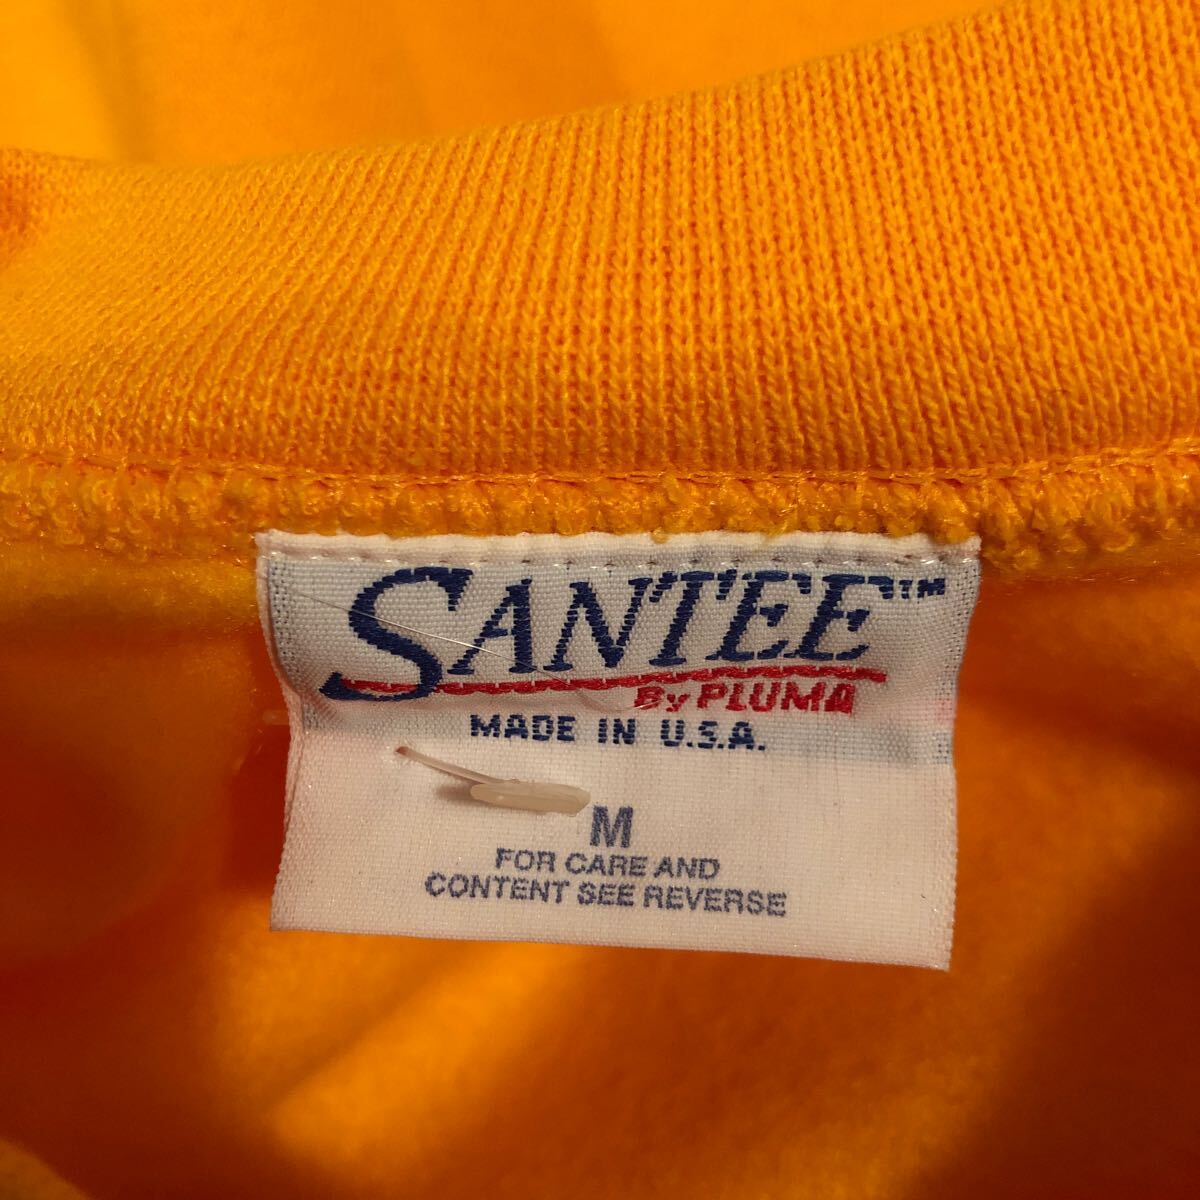 SANTEE™
By PLUMA
MADE IN U.S.A.
M
FOR CARE AND
CONTENT SEE REVERSE